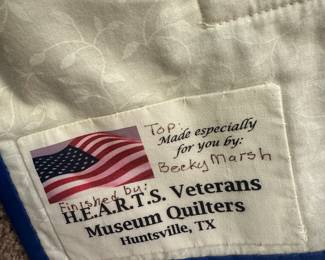 Top:
Made especially
for you by:
Becky Marsh
Finished by:
H.E.A.R.T.S. Veterans
Museum Quilters
Huntsville, TX